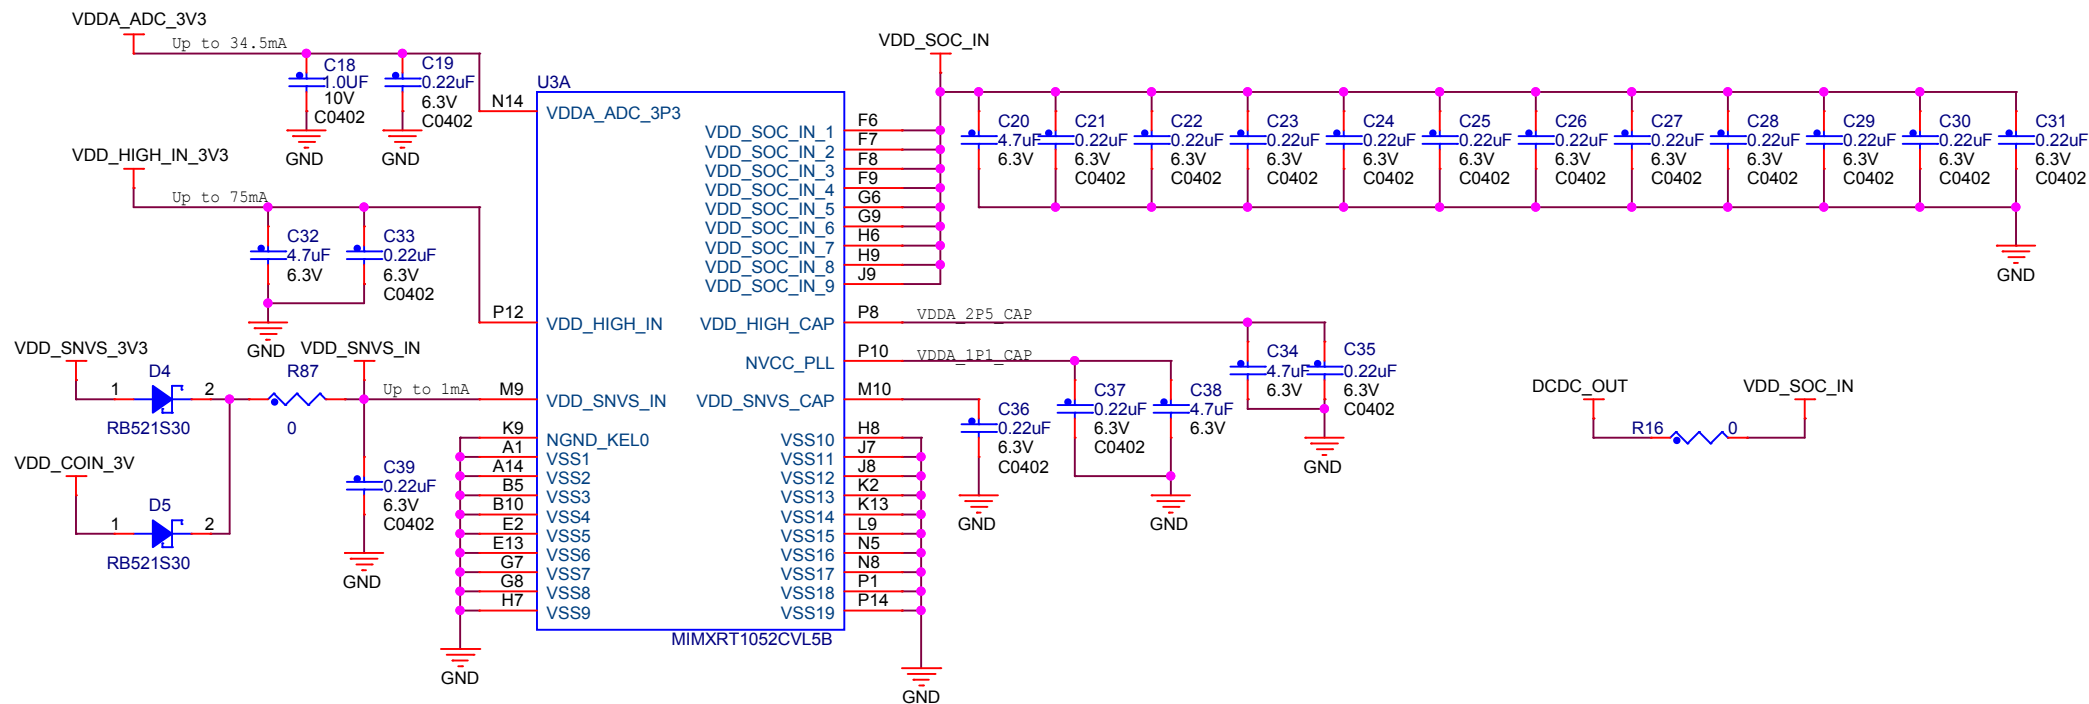 VDDA_ADC_3V3
Up to 34.5mA
C18
1.0UF
10V
C0402
C19
0.22uF
6.3V
C0402
GND
GND
VDD_HIGH_IN_3V3
Up to 75mA
C32
4.7uF
6.3V
C33
0.22uF
6.3V
C0402
GND
VDD_SNVS_3V3
1
D4
2
RB521S30
R87
0
VDD_SNVS_IN
Up to 1mA
VDD_COIN_3V
1
D5
2
RB521S30
C39
0.22uF
6.3V
C0402
GND
U3A
N14
VDDA_ADC_3P3
P12
VDD_HIGH_IN
M9
VDD_SNVS_IN
K9
NGND_KEL0
A1
VSS1
A14
VSS2
B5
VSS3
B10
VSS4
E2
VSS5
E13
VSS6
G7
VSS7
G8
VSS8
H7
VSS9
GND
VDD_SOC_IN_1
F6
VDD_SOC_IN_2
F7
VDD_SOC_IN_3
F8
VDD_SOC_IN_4
F9
VDD_SOC_IN_5
G6
VDD_SOC_IN_6
G9
VDD_SOC_IN_7
H6
VDD_SOC_IN_8
H9
VDD_SOC_IN_9
J9
VDD_HIGH_CAP
P8
VDDA_2P5_CAP
NVCC_PLL
P10
VDDA_1P1_CAP
VDD_SNVS_CAP
M10
VSS10
H8
VSS11
J7
VSS12
J8
VSS13
K2
VSS14
K13
VSS15
L9
VSS16
N5
VSS17
N8
VSS18
P1
VSS19
P14
MIMXRT1052CVL5B
GND
VDD_SOC_IN
C20
4.7uF
6.3V
C21
0.22uF
6.3V
C0402
C22
0.22uF
6.3V
C0402
C23
0.22uF
6.3V
C0402
C24
0.22uF
6.3V
C0402
C25
0.22uF
6.3V
C0402
C26
0.22uF
6.3V
C0402
C27
0.22uF
6.3V
C0402
C28
0.22uF
6.3V
C0402
C29
0.22uF
6.3V
C0402
C30
0.22uF
6.3V
C0402
C31
0.22uF
6.3V
C0402
GND
C34
4.7uF
6.3V
C35
0.22uF
6.3V
C0402
GND
C36
0.22uF
6.3V
C0402
GND
C37
0.22uF
6.3V
C0402
C38
4.7uF
6.3V
GND
DCDC_OUT
VDD_SOC_IN
R16
0